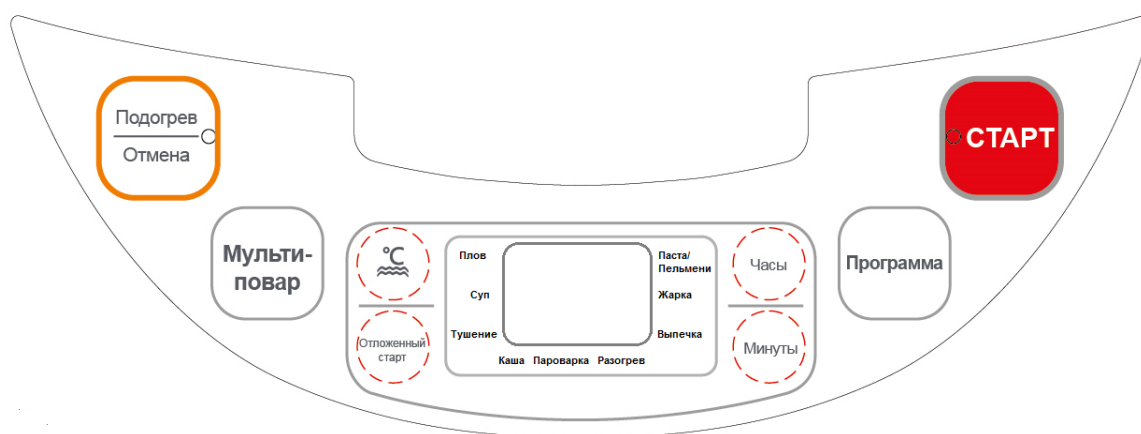 Подогрев
Отмена
СТАРТ
Мульти-
повар
°C
Отложенный
старт
Плов
Суп
Тушение
Каша Пароварка Разогрев
Паста/
Пельмени
Жарка
Выпечка
Часы
Минуты
Программа